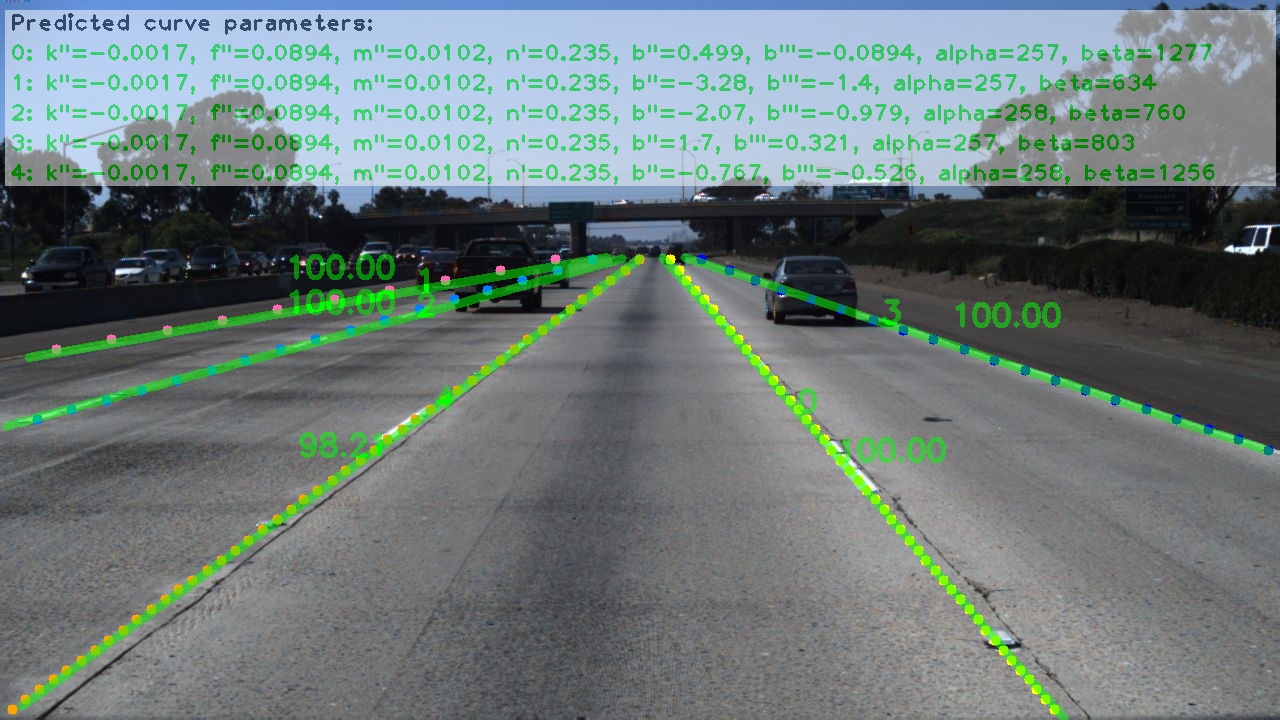 Predicted curve parameters:
0: k''=-0.0017, f''=0.0894, m''=0.0102, n'=0.235, b''=0.499, b'''=-0.0894, alpha=257, beta=1277
1: k''=-0.0017, f''=0.0894, m''=0.0102, n'=0.235, b''=-3.28, b'''=-1.4, alpha=257, beta=634
2: k''=-0.0017, f''=0.0894, m''=0.0102, n'=0.235, b''=-2.07, b'''=-0.979, alpha=258, beta=760
3: k''=-0.0017, f''=0.0894, m''=0.0102, n'=0.235, b''=1.7, b'''=0.321, alpha=257, beta=803
4: k''=-0.0017, f''=0.0894, m''=0.0102, n'=0.235, b''=-0.767, b'''=-0.526, alpha=258, beta=1256
100.00 1
100.00 2
3 100.00
4
0
100.00